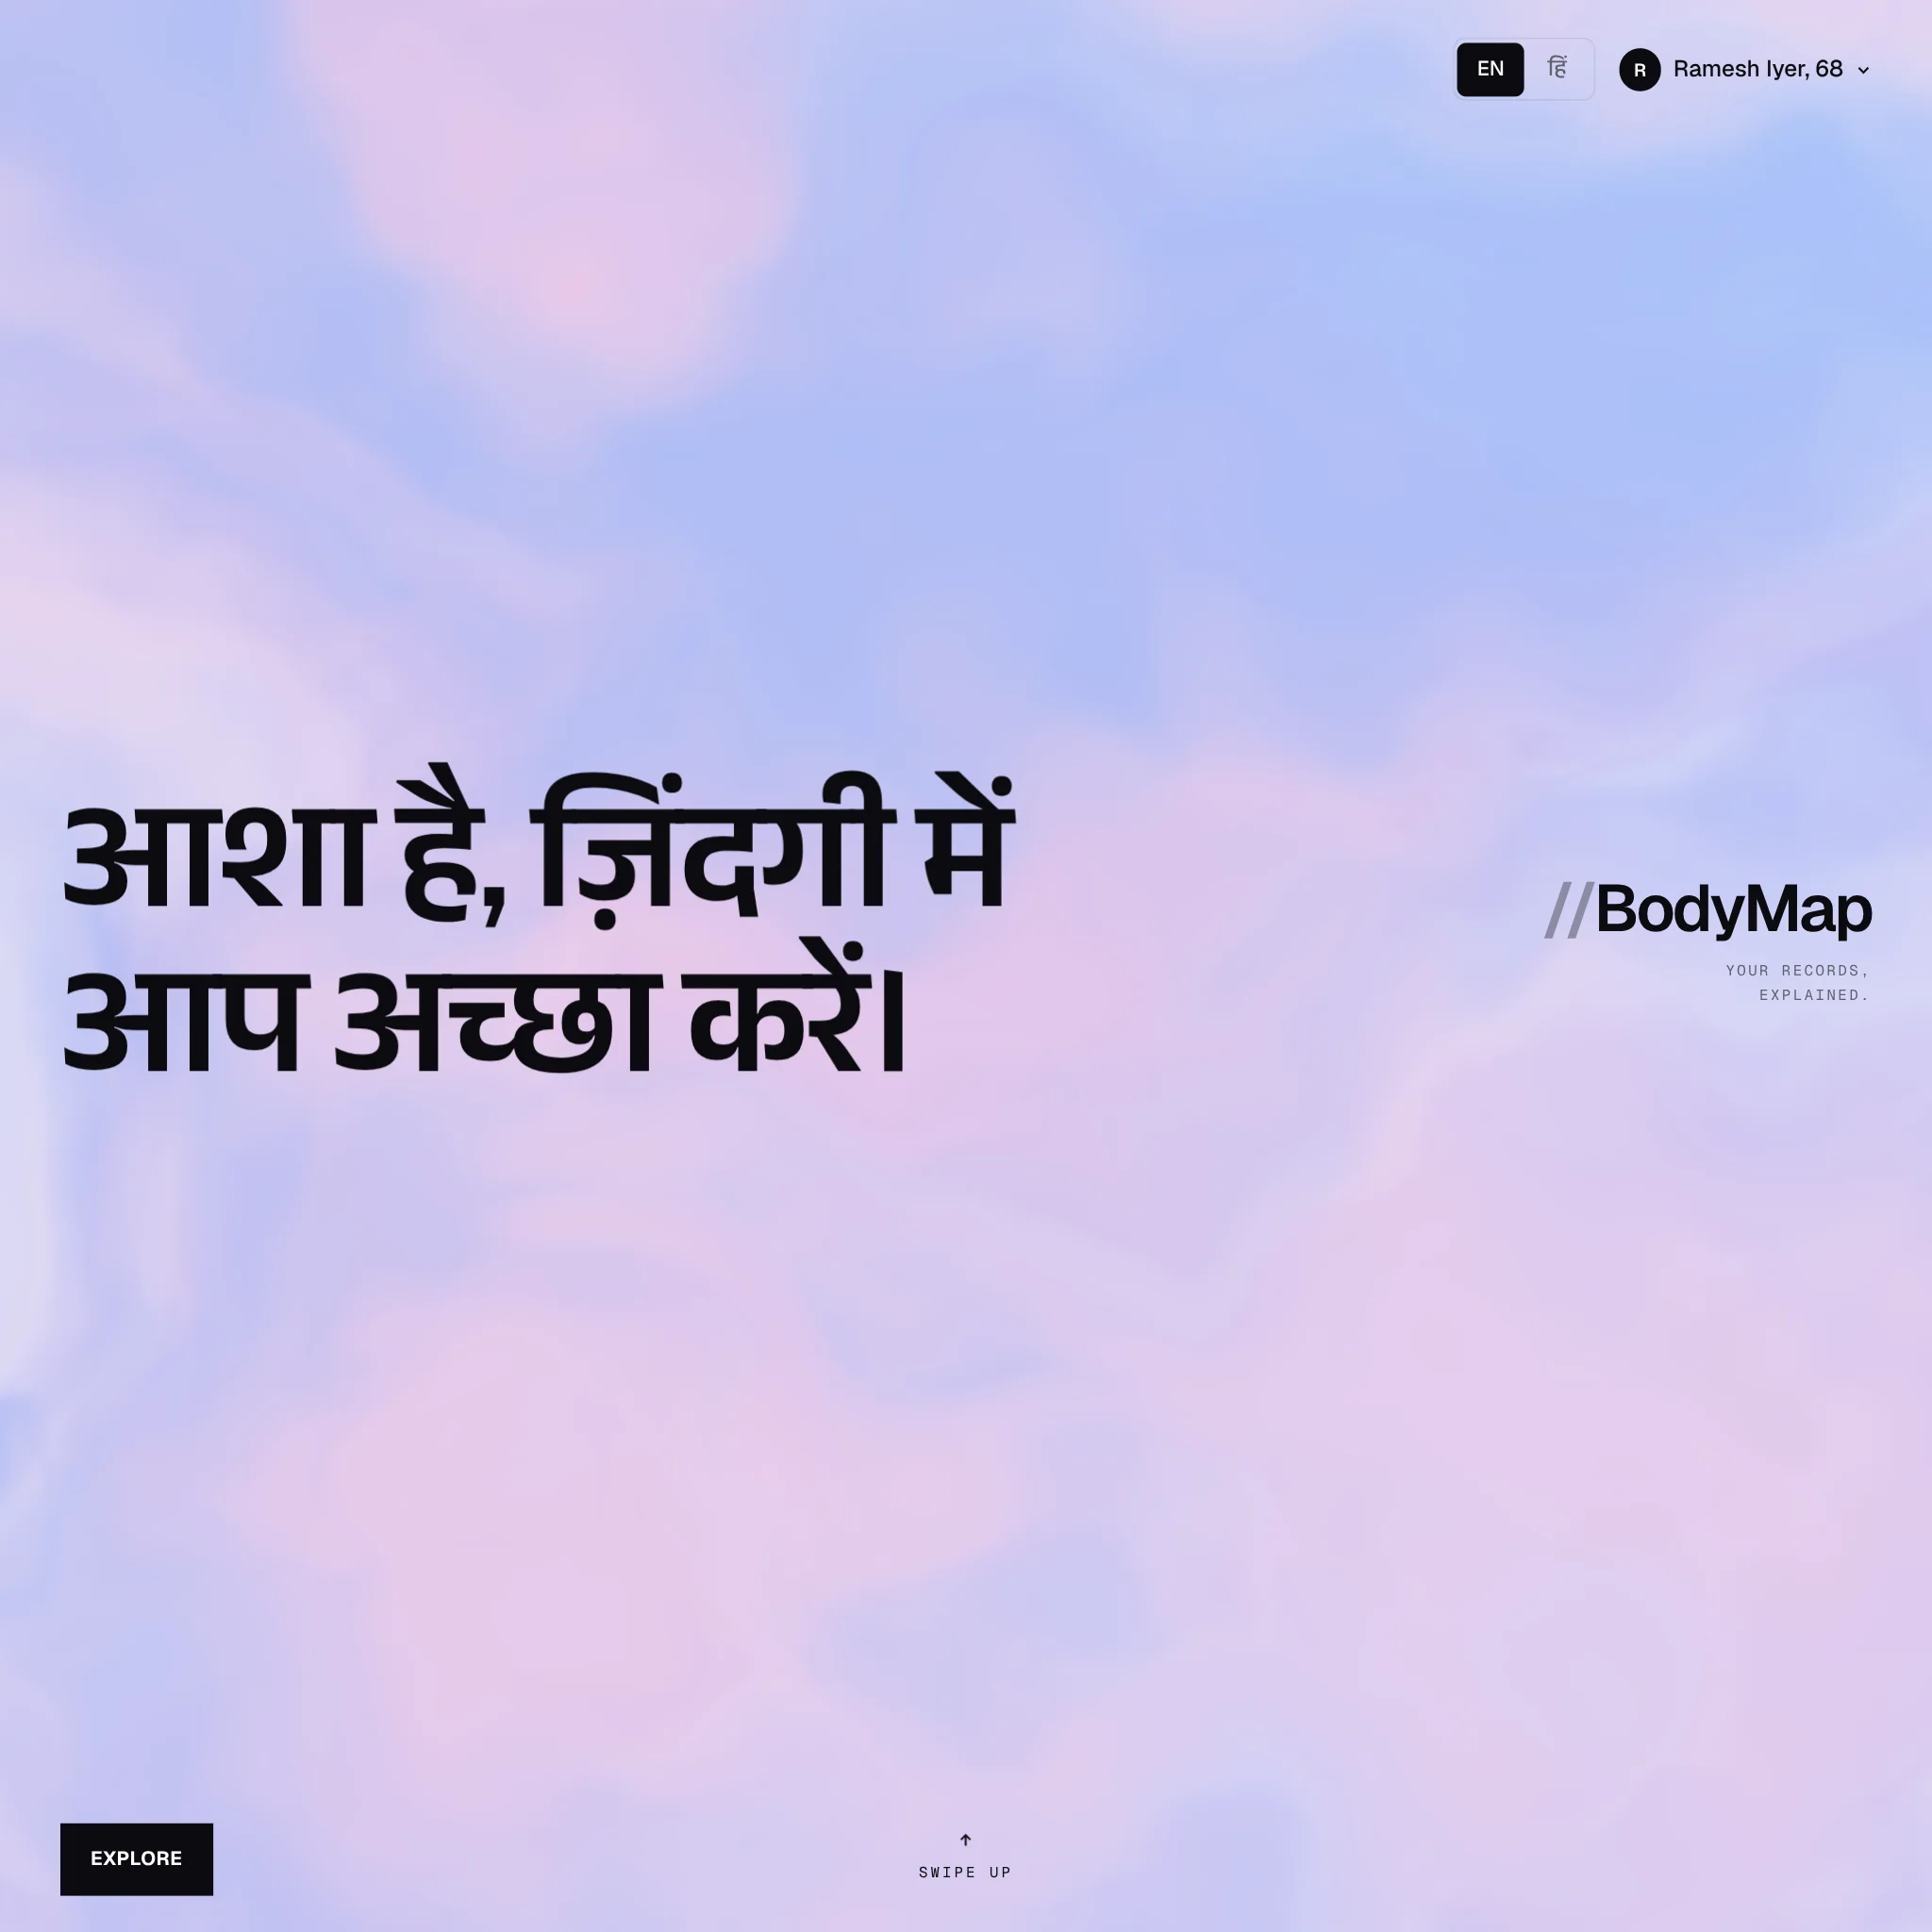 EN हिं R Ramesh Iyer, 68
आशा है, ज़िंदगी में
आप अच्छा करें।
//BodyMap
YOUR RECORDS,
EXPLAINED.
EXPLORE
SWIPE UP